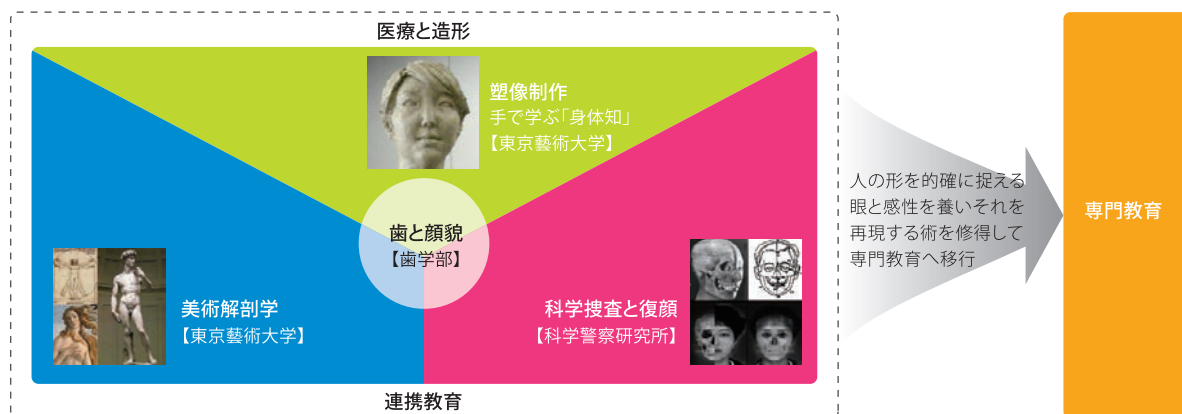 医療と造形
塑像制作
手で学ぶ「身体知」
【東京藝術大学】
歯と顔貌
【歯学部】
美術解剖学
【東京藝術大学】
科学捜査と復顔
【科学警察研究所】
連携教育
人の形を的確に捉える
眼と感性を養いそれを
再現する術を修得して
専門教育へ移行
専門教育